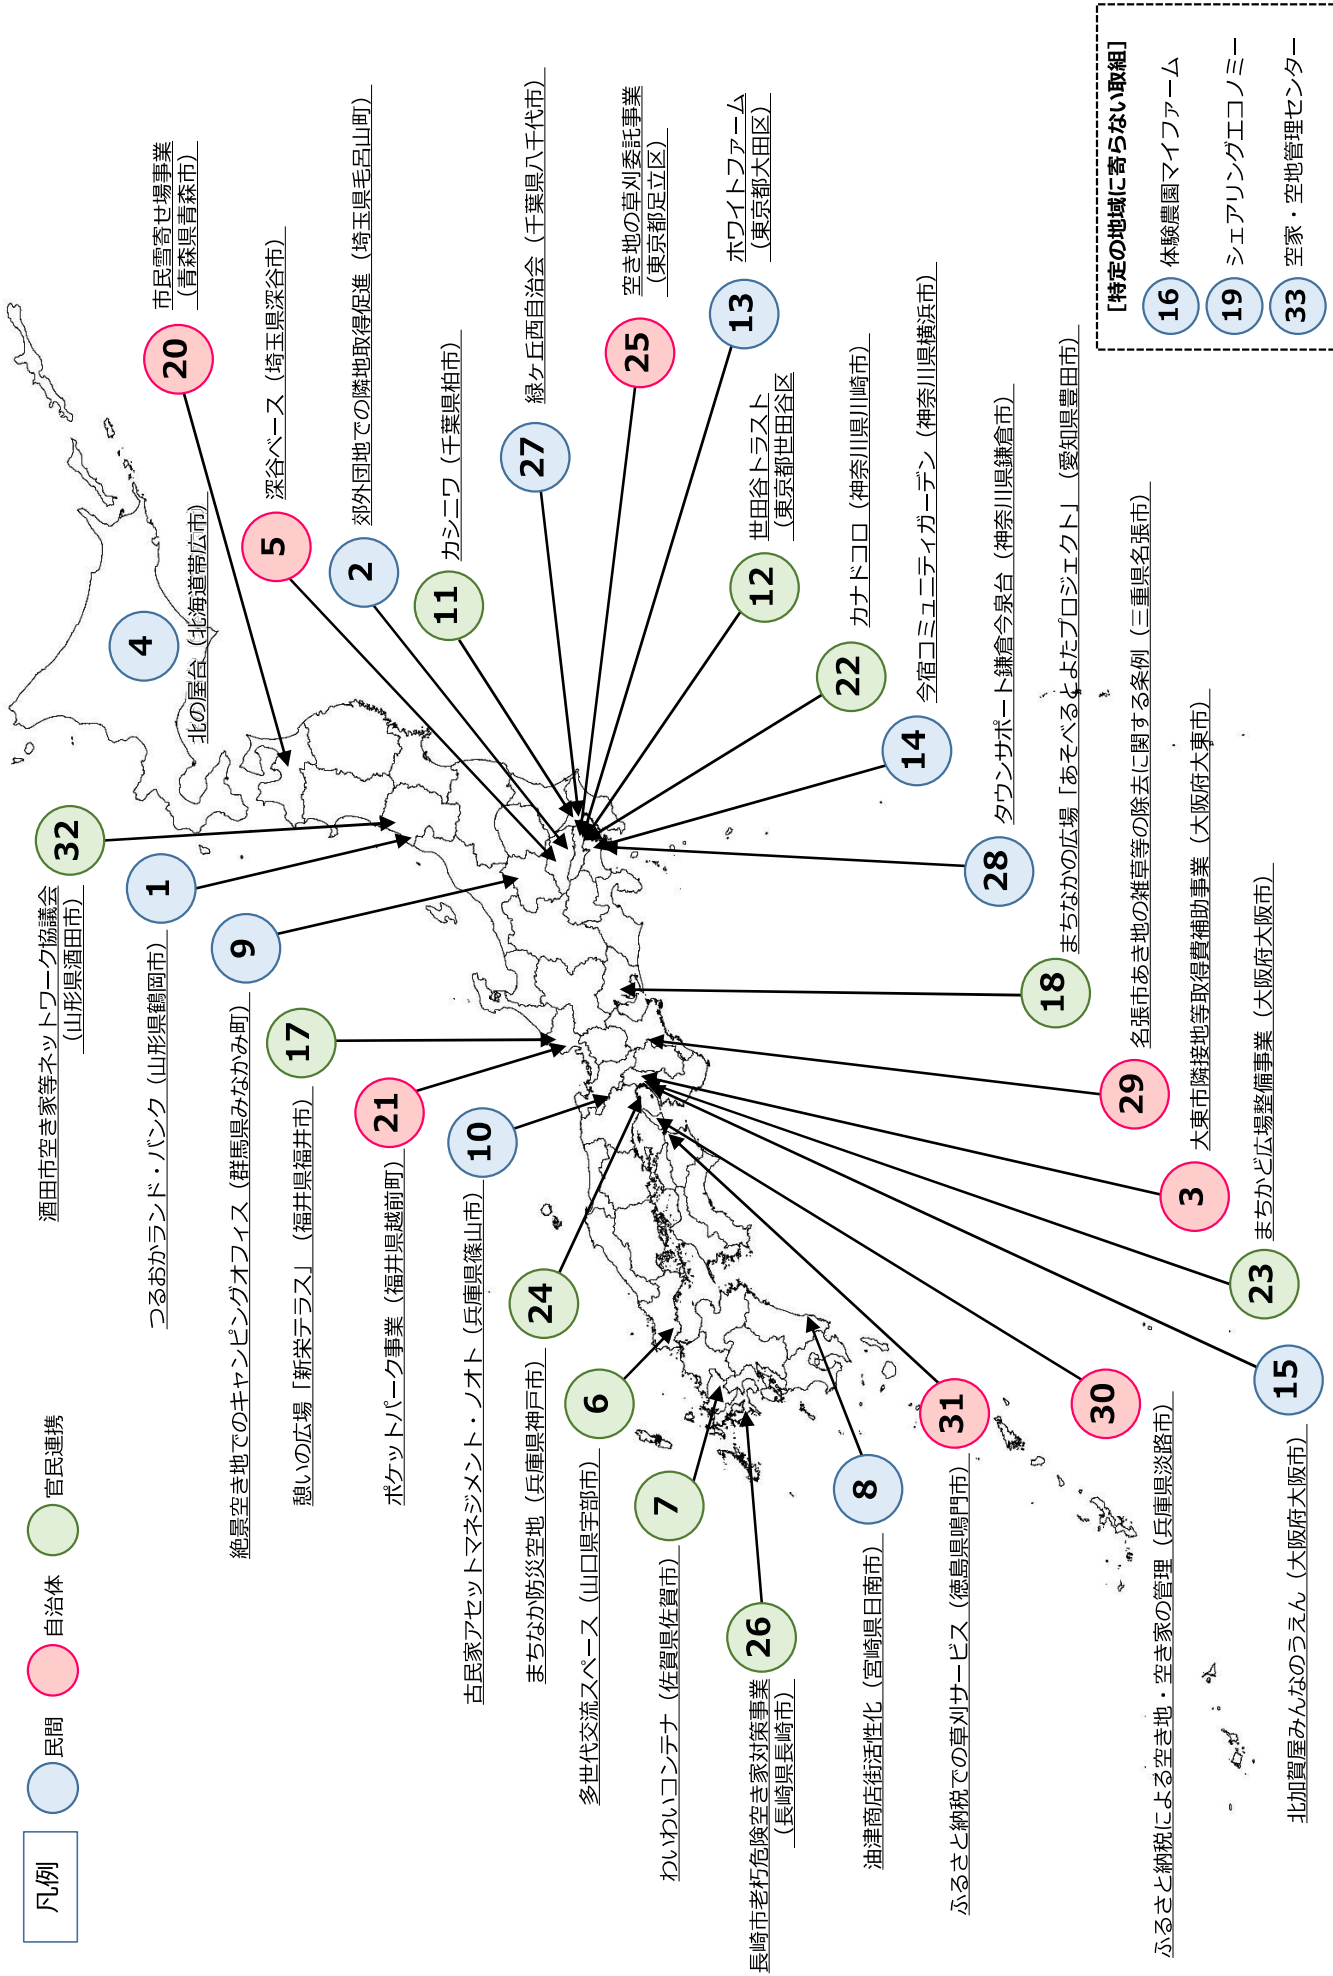 凡例
民間
自治体
官民連携
32
酒田市空き家等ネットワーク協議会
（山形県酒田市）
1
つるおかランド・バンク（山形県鶴岡市）
9
絶景空き地でのキャンピングオフィス（群馬県みなかみ町）
17
憩いの広場「新栄テラス」（福井県福井市）
21
ポケットパーク事業（福井県越前町）
10
古民家アセットマネジメント・ノオト（兵庫県篠山市）
24
まちなか防災空地（兵庫県神戸市）
6
多世代交流スペース（山口県宇部市）
7
わいわいコンテナ（佐賀県佐賀市）
26
長崎市老朽危険空き家対策事業
（長崎県長崎市）
8
油津商店街活性化（宮崎県日南市）
31
ふるさと納税での草刈サービス（徳島県鳴門市）
30
ふるさと納税による空き地・空き家の管理（兵庫県淡路市）
15
北加賀屋みんなのうえん（大阪府大阪市）
4
北の屋台（北海道帯広市）
20
市民雪寄せ場事業
（青森県青森市）
5
深谷ベース（埼玉県深谷市）
2
郊外団地での隣地取得促進（埼玉県毛呂山町）
11
カシニワ（千葉県柏市）
27
緑ヶ丘西自治会（千葉県八千代市）
25
空き地の草刈委託事業
（東京都足立区）
13
ホワイトファーム
（東京都大田区）
12
世田谷トラスト
（東京都世田谷区
22
カナドコロ（神奈川県川崎市）
14
今宿コミュニティガーデン（神奈川県横浜市）
28
タウンサポート鎌倉今泉台（神奈川県鎌倉市）
18
まちなかの広場「あそべるとよたプロジェクト」（愛知県豊田市）
29
名張市あき地の雑草等の除去に関する条例（三重県名張市）
3
大東市隣接地等取得費補助事業（大阪府大東市）
23
まちかど広場整備事業（大阪府大阪市）
［特定の地域に寄らない取組］
16 体験農園マイファーム
19 シェアリングエコノミー
33 空家・空地管理センター